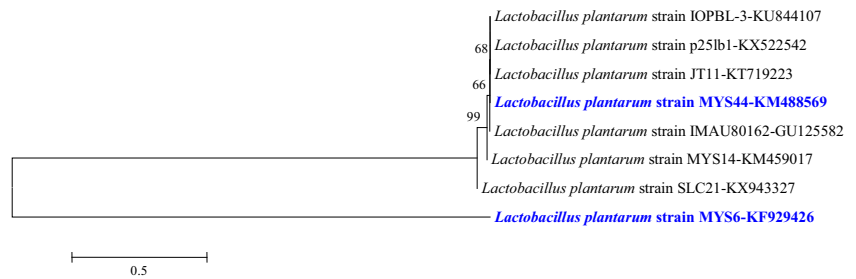 Lactobacillus plantarum strain IOPBL-3-KU844107
Lactobacillus plantarum strain p25lb1-KX522542
68
Lactobacillus plantarum strain JT11-KT719223
66
Lactobacillus plantarum strain MYS44-KM488569
99
Lactobacillus plantarum strain IMAU80162-GU125582
Lactobacillus plantarum strain MYS14-KM459017
Lactobacillus plantarum strain SLC21-KX943327
Lactobacillus plantarum strain MYS6-KF929426
0.5